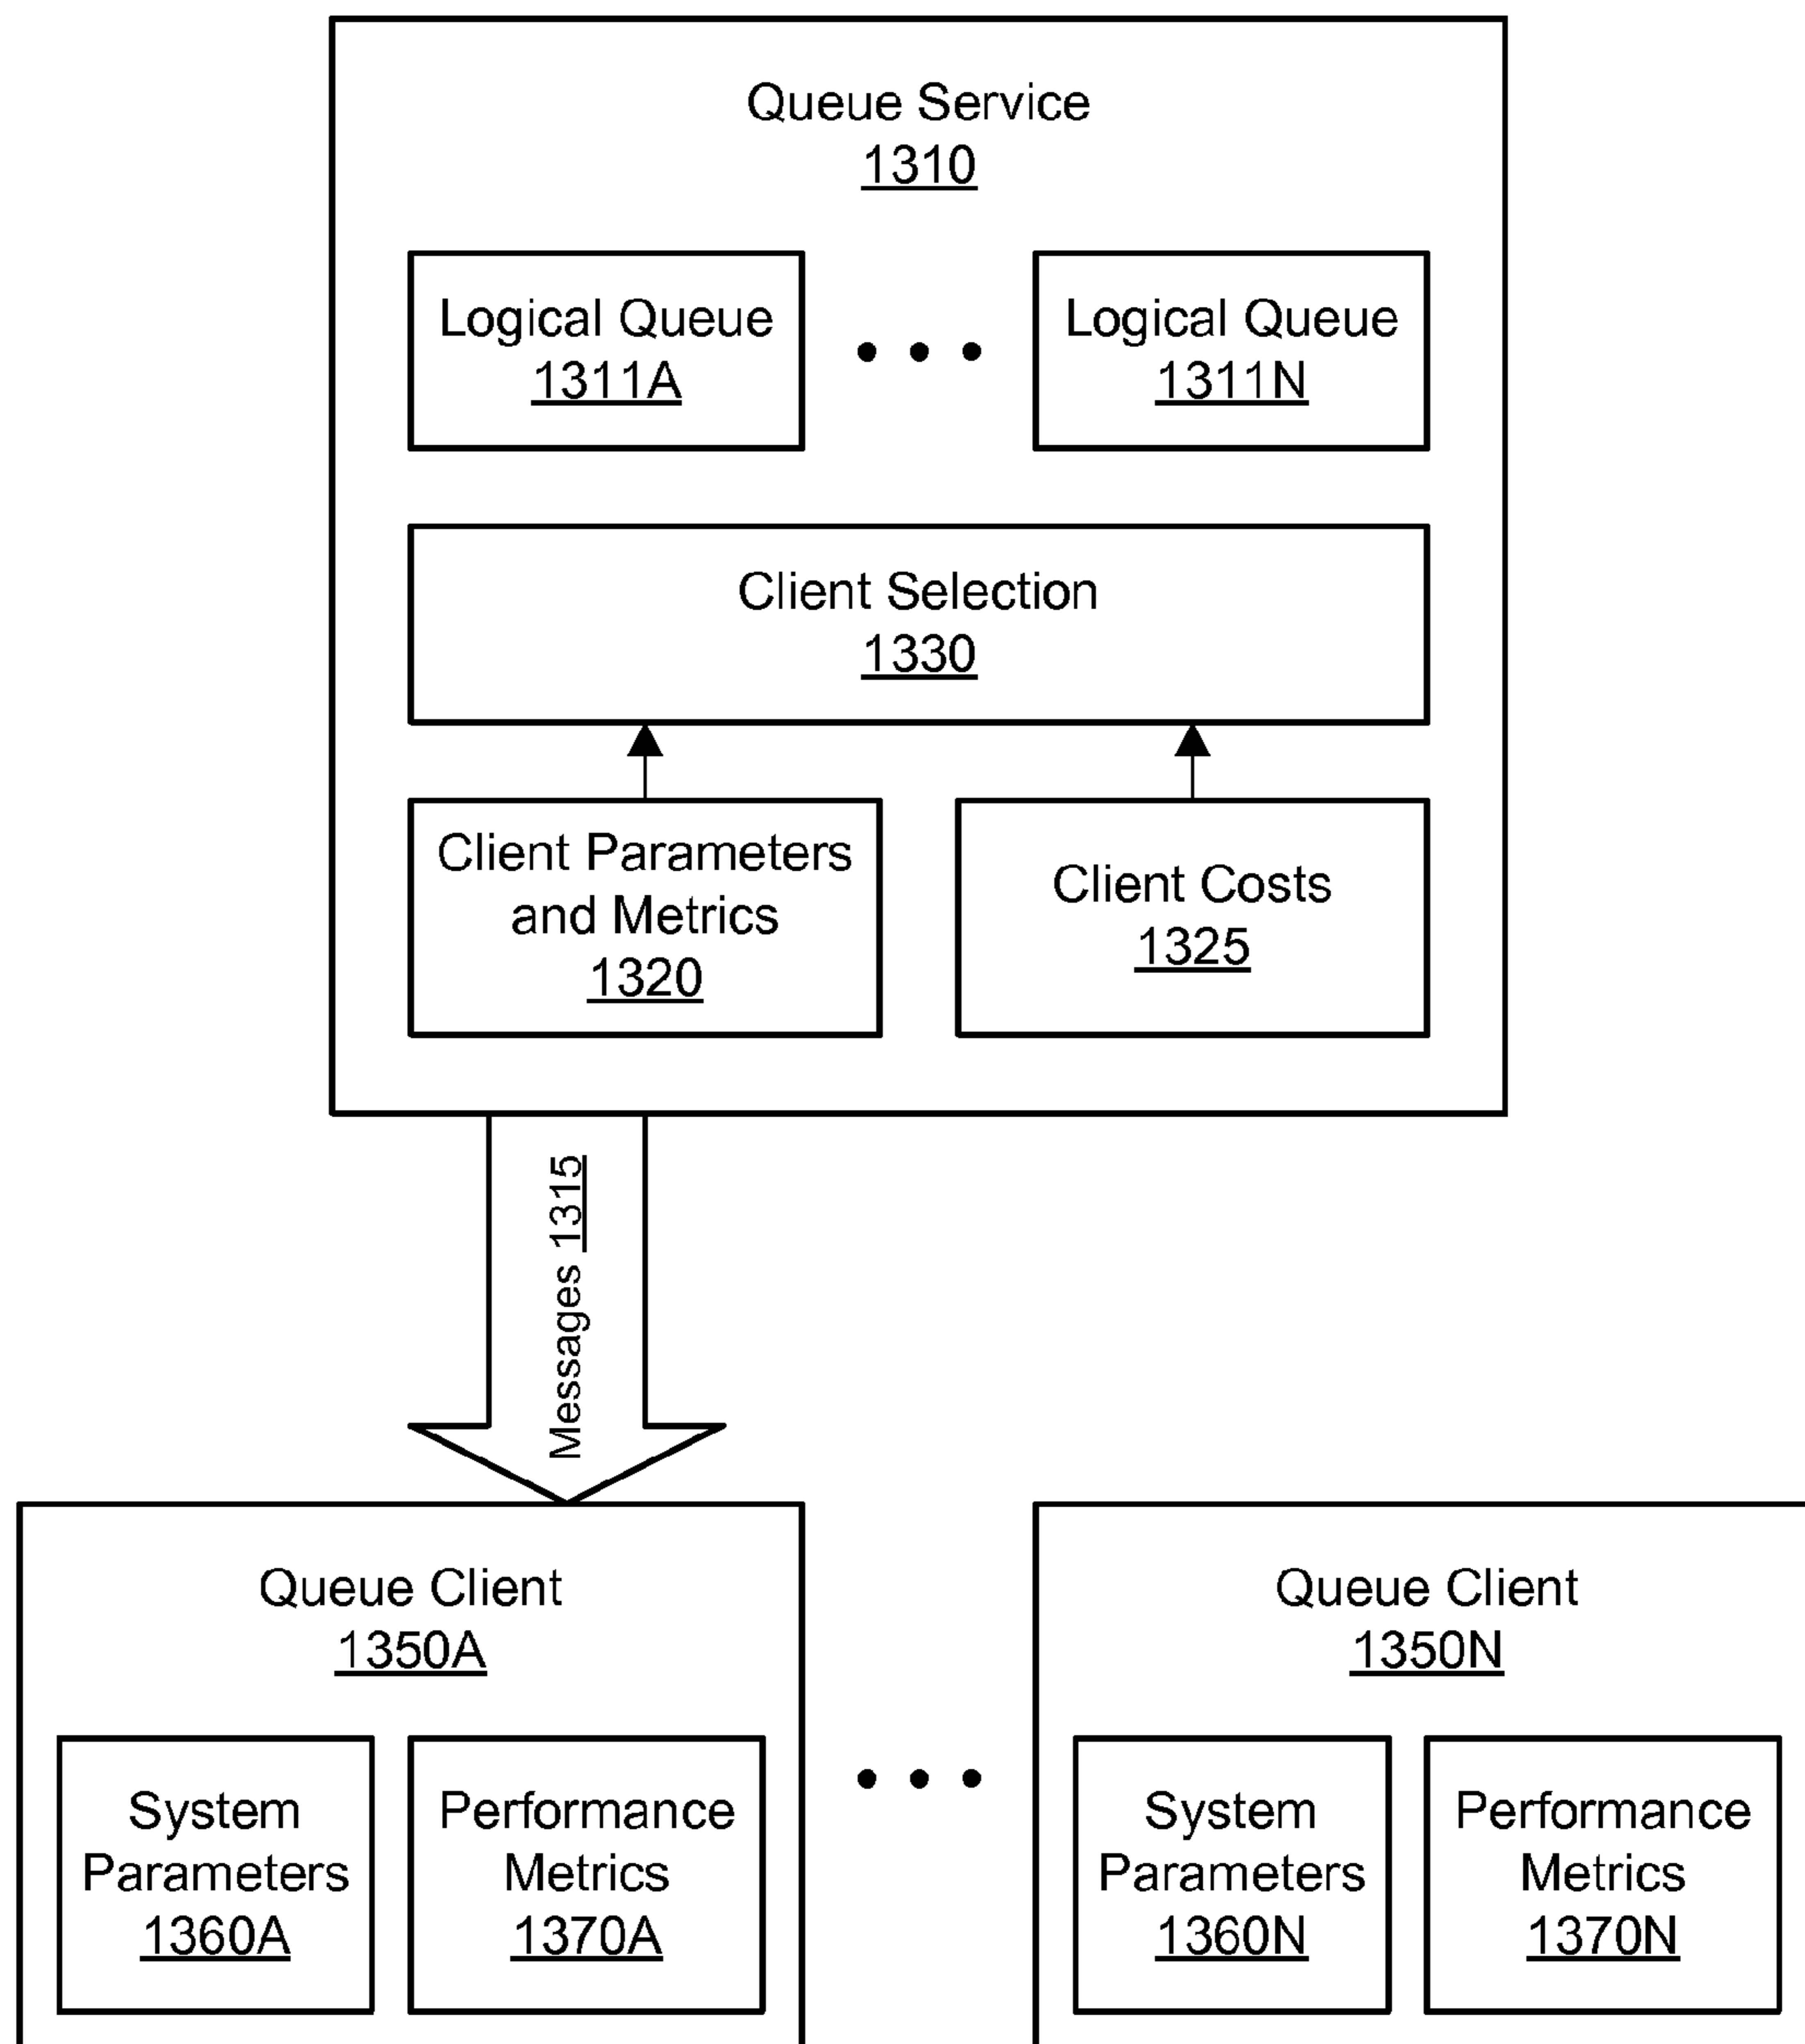 Queue Service
1310
Logical Queue
1311A
Logical Queue
1311N
Client Selection
1330
Client Parameters
and Metrics
1320
Client Costs
1325
Messages 1315
Queue Client
1350A
System
Parameters
1360A
Performance
Metrics
1370A
Queue Client
1350N
System
Parameters
1360N
Performance
Metrics
1370N